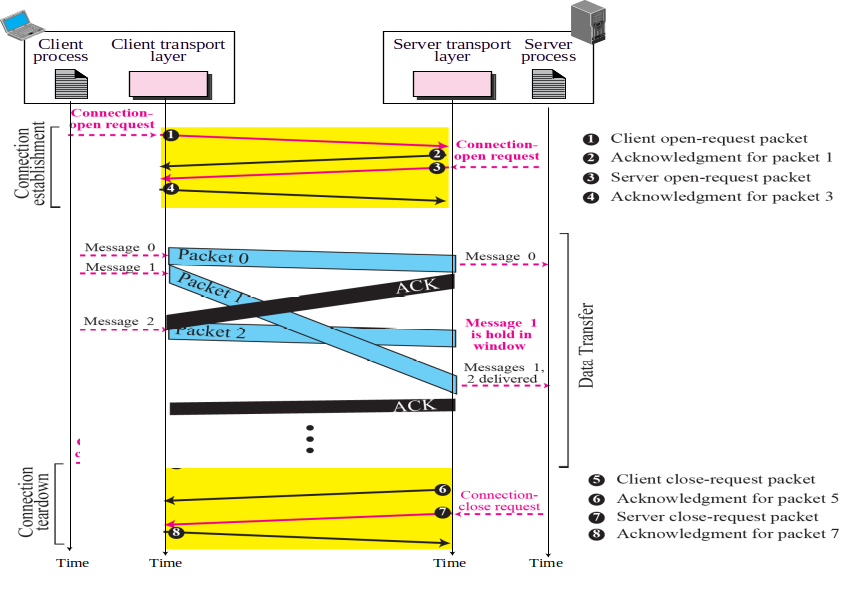 Client process
Client transport layer
Server transport layer
Server process
Connection-
open request
Connection establishment
1
2
3
4
Connection-
open request
1 Client open-request packet
2 Acknowledgment for packet 1
3 Server open-request packet
4 Acknowledgment for packet 3
Message 0
Packet 0
Message 0
Message 1
Packet 1
ACK
Message 2
Packet 2
Message 1
is hold in
window
Messages 1,
2 delivered
ACK
Data Transfer
Connection teardown
6
7
8
Connection-
close request
5 Client close-request packet
6 Acknowledgment for packet 5
7 Server close-request packet
8 Acknowledgment for packet 7
Time
Time
Time
Time